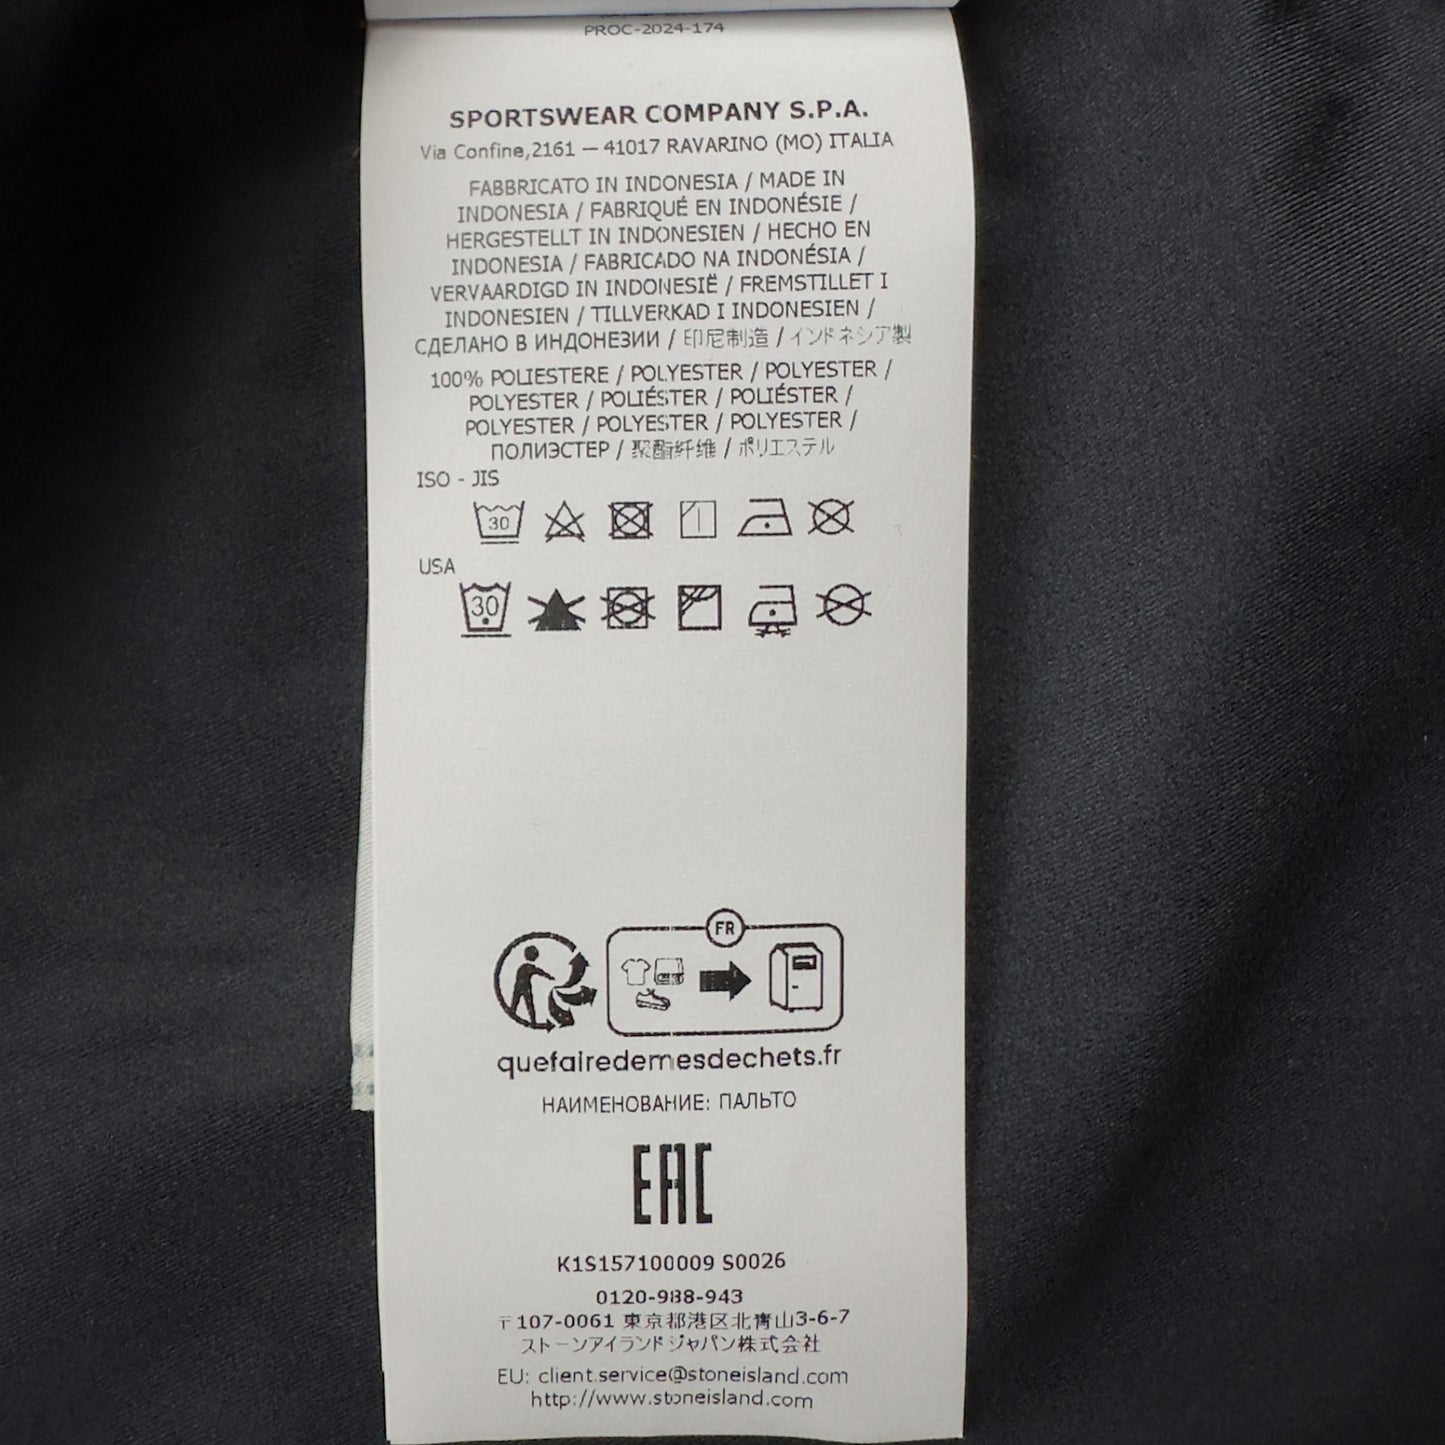 PROC-2024-174
SPORTSWEAR COMPANY S.P.A.
Via Confine,2161 — 41017 RAVARINO (MO) ITALIA
FABBRICATO IN INDONESIA / MADE IN
INDONESIA / FABRIQUÉ EN INDONÉSIE /
HERGESTELLT IN INDONESIEN / HECHO EN
INDONESIA / FABRICADO NA INDONÉSIA /
VERVAARDIGD IN INDONESIË / FREMSTILLET I
INDONESIEN / TILLVERKAD I INDONESIEN /
СДЕЛАНО В ИНДОНЕЗИИ / 印尼制造 / インドネシア製
100% POLIESTERE / POLYESTER / POLYESTER /
POLYESTER / POLIÉSTER / POLIÉSTER /
POLYESTER / POLYESTER / POLYESTER /
ПОЛИЭСТЕР / 聚酯纤维 / ポリエステル
ISO - JIS
30
USA
30
FR
quefairedemesdechets.fr
НАИМЕНОВАНИЕ: ПАЛЬТО
EAC
K1S157100009 S0026
0120-988-943
〒107-0061 東京都港区北青山3-6-7
ストーンアイランドジャパン株式会社
EU: client.service@stoneisland.com
http://www.stoneisland.com